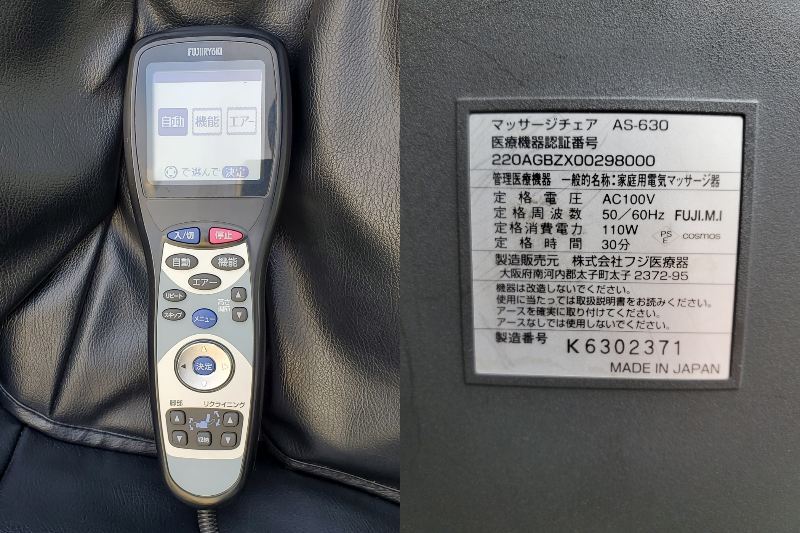 FUJIIRYOKI
自動 機能 エアー
で選んで 決定
入/切 停止
自動 機能
エアー
リピート
スキップ
メニュー
決定
脚部 リクライニング
収納
マッサージチェア AS-630
医療機器認証番号
220AGBZX00298000
管理医療機器 一般的名称:家庭用電気マッサージ器
定格電圧 AC100V
定格周波数 50/60Hz FUJI.M.I
定格消費電力 110W PSE cosmos
定格時間 30分
製造販売元 株式会社フジ医療器
大阪府南河内郡太子町太子 2372-95
機器は改造しないでください。
使用に当たっては取扱説明書をお読みください。
アースを確実に取り付けてください。
アースなしでは使用しないでください。
製造番号 K6302371
MADE IN JAPAN